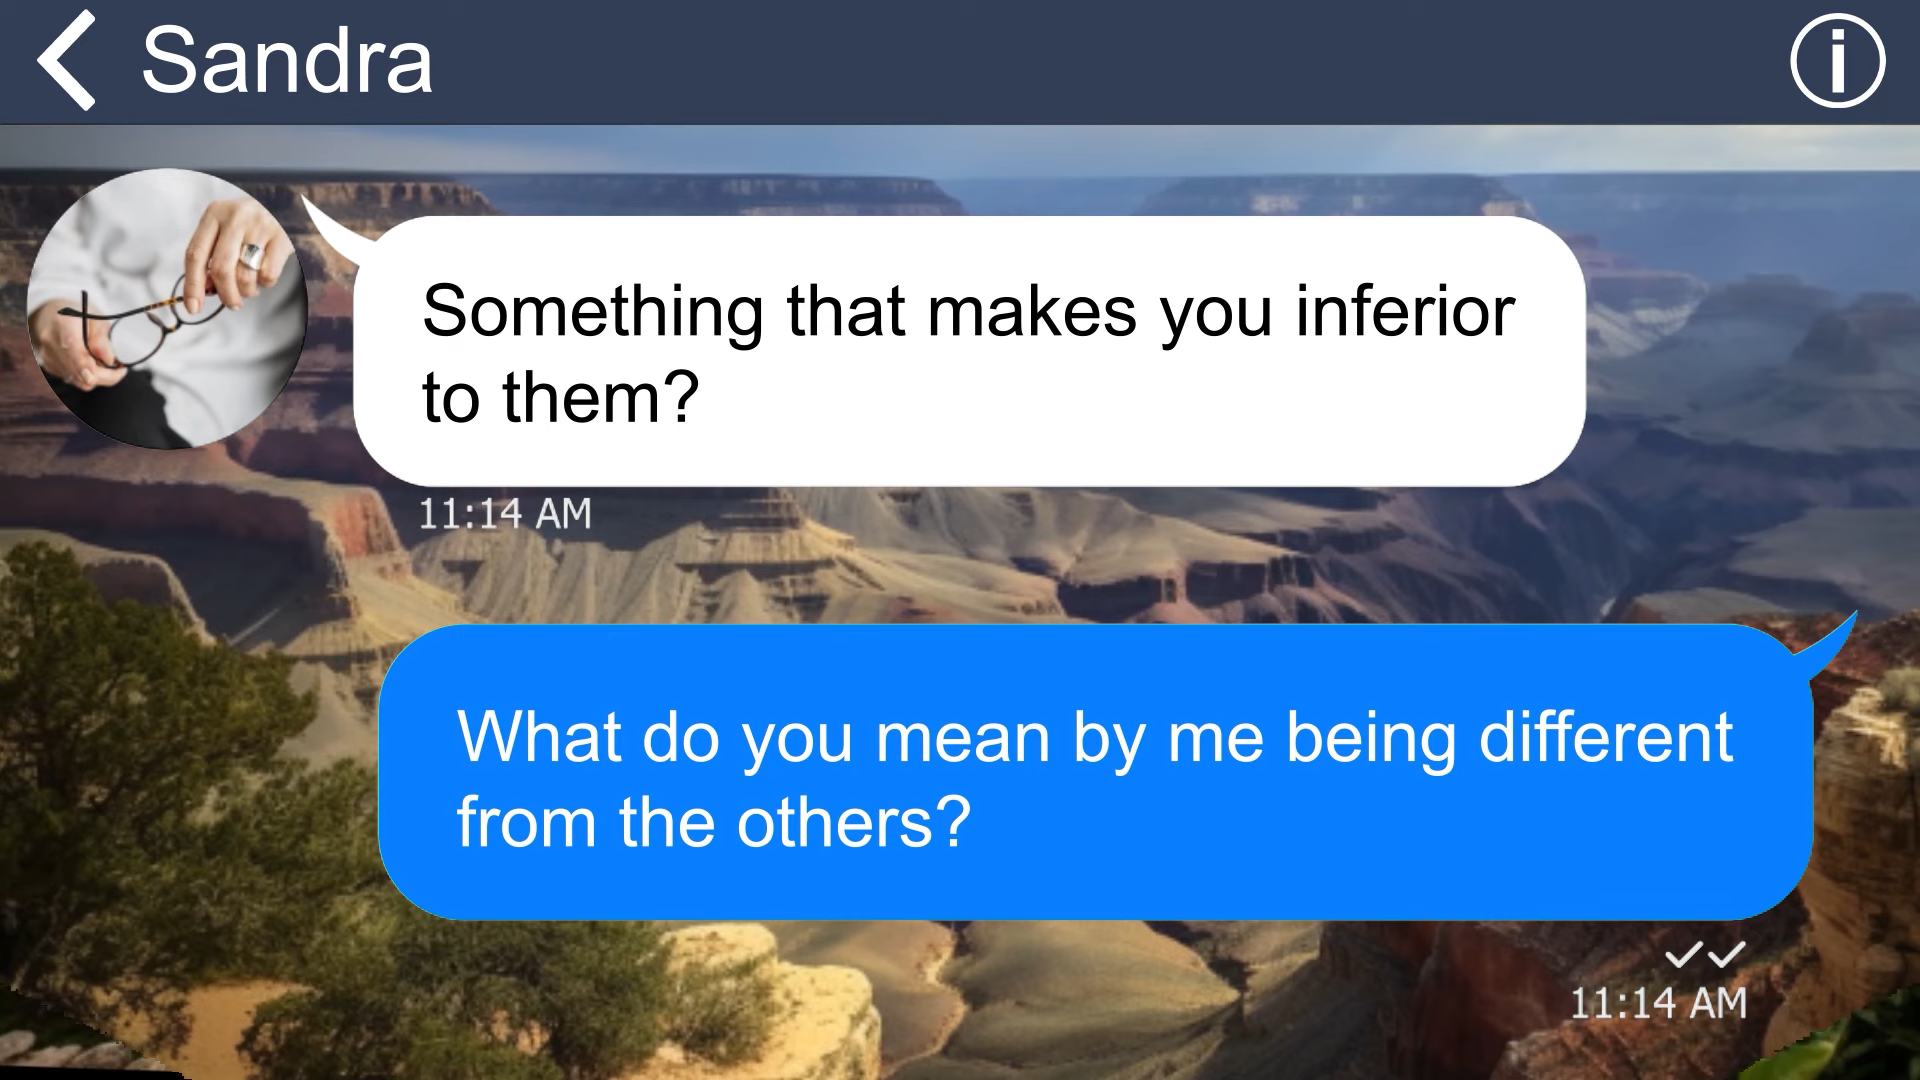 Sandra
Something that makes you inferior
to them?
11:14 AM
What do you mean by me being different
from the others?
11:14 AM